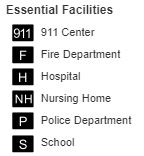 Essential Facilities
911 911 Center
F Fire Department
H Hospital
NH Nursing Home
P Police Department
S School